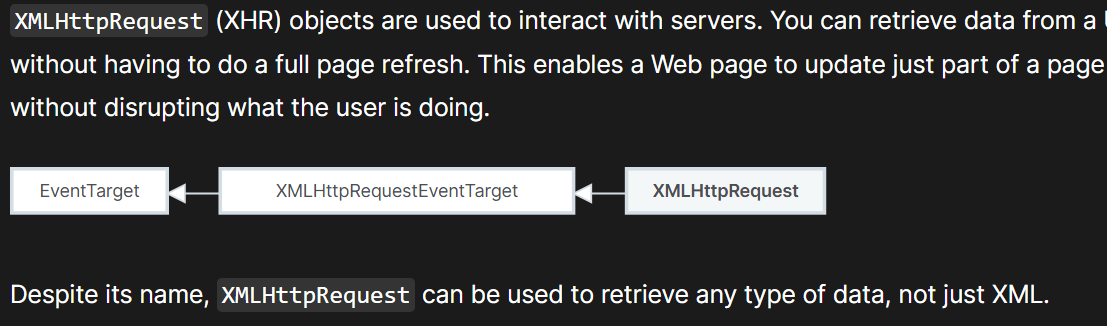 XMLHttpRequest (XHR) objects are used to interact with servers. You can retrieve data from a
without having to do a full page refresh. This enables a Web page to update just part of a page
without disrupting what the user is doing.
EventTarget XMLHttpRequestEventTarget XMLHttpRequest
Despite its name, XMLHttpRequest can be used to retrieve any type of data, not just XML.